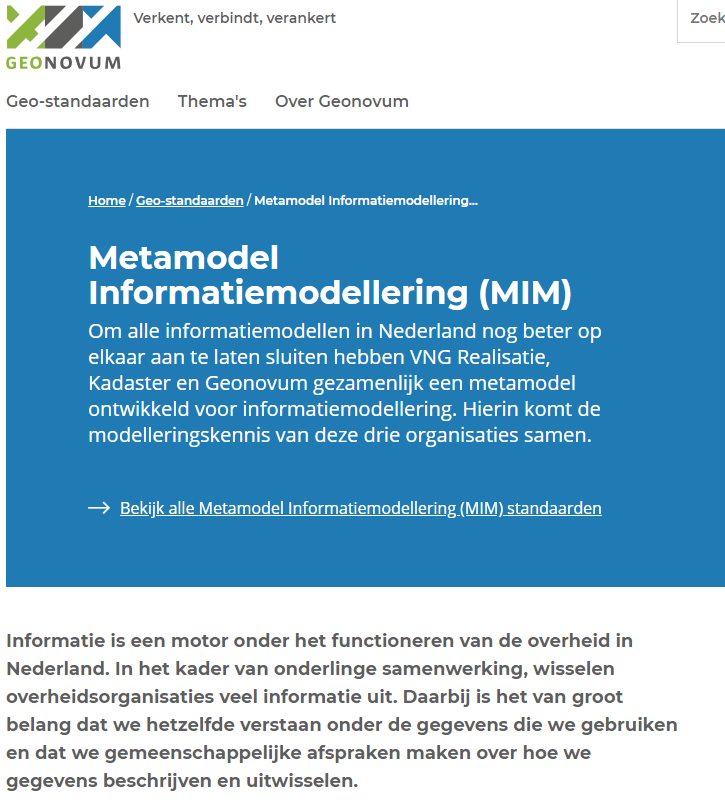 Verkent, verbindt, verankert
Zoek
GEONOVUM
Geo-standaarden Thema's Over Geonovum
Home / Geo-standaarden / Metamodel Informatiemodellering...
Metamodel
Informatiemodellering (MIM)
Om alle informatiemodellen in Nederland nog beter op
elkaar aan te laten sluiten hebben VNG Realisatie,
Kadaster en Geonovum gezamenlijk een metamodel
ontwikkeld voor informatiemodellering. Hierin komt de
modelleringskennis van deze drie organisaties samen.
Bekijk alle Metamodel Informatiemodellering (MIM) standaarden
Informatie is een motor onder het functioneren van de overheid in
Nederland. In het kader van onderlinge samenwerking, wisselen
overheidsorganisaties veel informatie uit. Daarbij is het van groot
belang dat we hetzelfde verstaan onder de gegevens die we gebruiken
en dat we gemeenschappelijke afspraken maken over hoe we
gegevens beschrijven en uitwisselen.